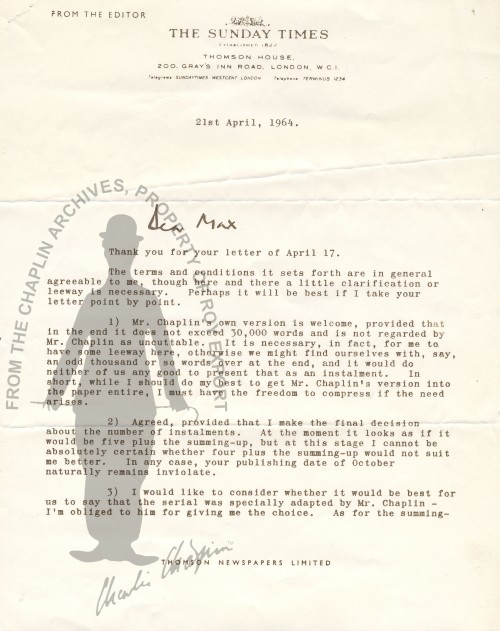 FROM THE EDITOR
THE SUNDAY TIMES
ESTABLISHED 1822
THOMSON HOUSE,
200, GRAY'S INN ROAD, LONDON, W.C.1.
Telegrams SUNDAYTIMES WESTCENT LONDON Telephone TERMINUS 1234
21st April, 1964.
Dear Max
Thank you for your letter of April 17.
The terms and conditions it sets forth are in general
agreeable to me, though here and there a little clarification or
leeway is necessary. Perhaps it will be best if I take your
letter point by point.
1) Mr. Chaplin's own version is welcome, provided that
in the end it does not exceed 30,000 words and is not regarded by
Mr. Chaplin as uncuttable. It is necessary, in fact, for me to
have some leeway here, otherwise we might find ourselves with, say,
an odd thousand or so words over at the end, and it would do
neither of us any good to present that as an instalment. In
short, while I should do my best to get Mr. Chaplin's version into
the paper entire, I must have the freedom to compress if the need
arises.
2) Agreed, provided that I make the final decision
about the number of instalments. At the moment it looks as if it
would be five plus the summing-up, but at this stage I cannot be
absolutely certain whether four plus the summing-up would not suit
me better. In any case, your publishing date of October
naturally remains inviolate.
3) I would like to consider whether it would be best for
us to say that the serial was specially adapted by Mr. Chaplin -
I'm obliged to him for giving me the choice. As for the summing-
THOMSON NEWSPAPERS LIMITED
FROM THE CHAPLIN ARCHIVES, PROPERTY OF ROY EXPORT
Charlie Chaplin